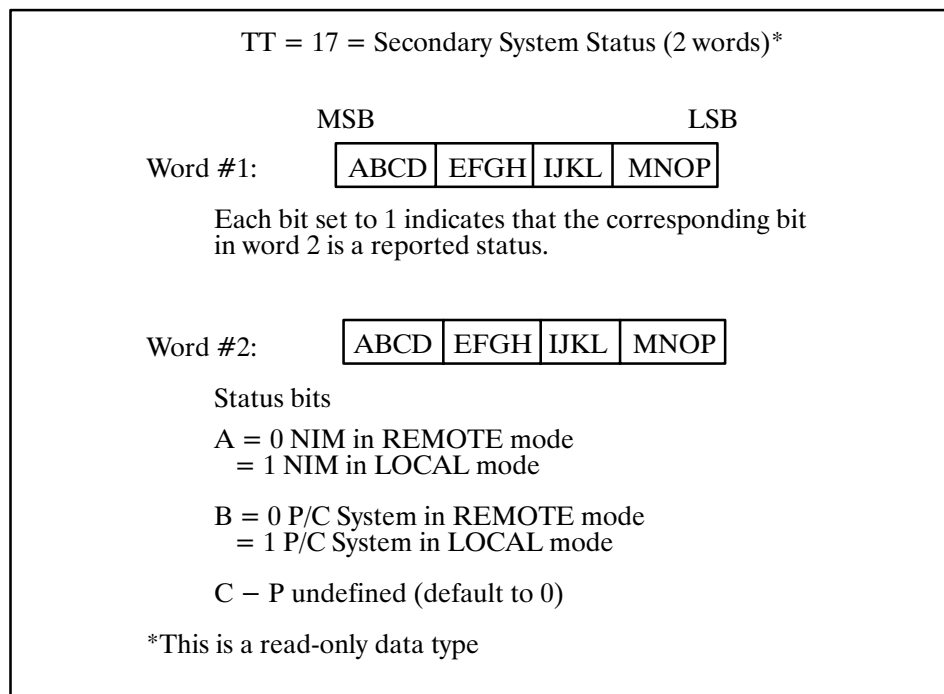 TT = 17 = Secondary System Status (2 words)*
MSB LSB
Word #1: ABCD EFGH IJKL MNOP
Each bit set to 1 indicates that the corresponding bit
in word 2 is a reported status.
Word #2: ABCD EFGH IJKL MNOP
Status bits
A = 0 NIM in REMOTE mode
= 1 NIM in LOCAL mode
B = 0 P/C System in REMOTE mode
= 1 P/C System in LOCAL mode
C − P undefined (default to 0)
*This is a read-only data type